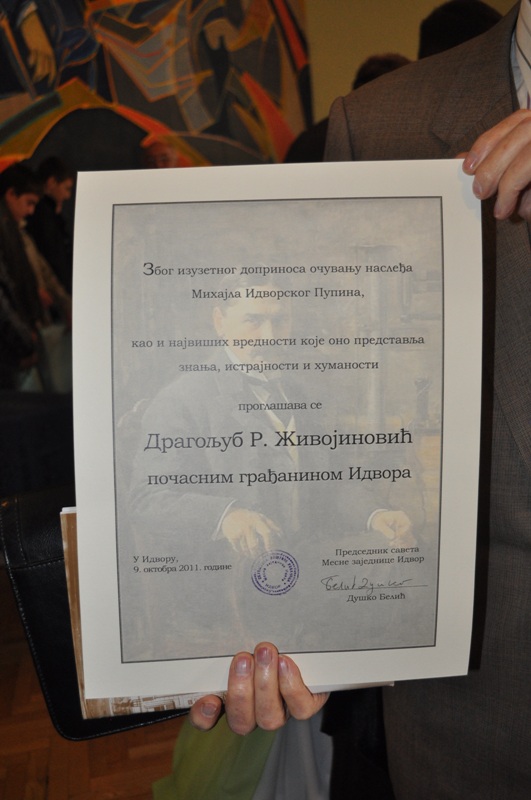 Због изузетног доприноса очувању наслеђа
Михајла Идворског Пупина,
као и највиших вредности које оно представља
знања, истрајности и хуманости
проглашава се
Драгољуб Р. Живојиновић
почасним грађанином Идвора
У Идвору,
9. октобра 2011. године
Председник савета
Месне заједнице Идвор
Душко Белић